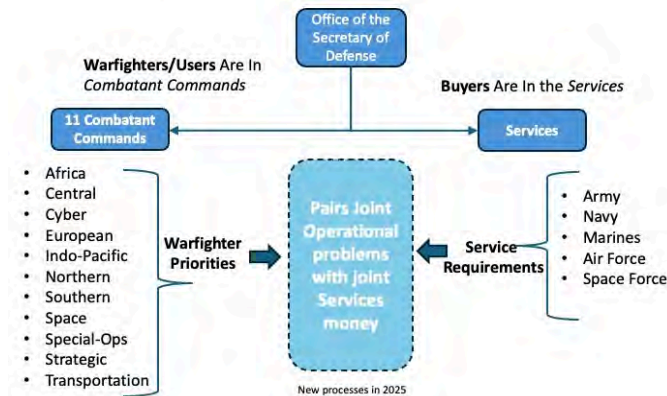 Office of the
Secretary of
Defense
Warfighters/Users Are In
Combatant Commands
Buyers Are In the Services
11 Combatant
Commands
Services
• Africa
• Central
• Cyber
• European
• Indo-Pacific
• Northern
• Southern
• Space
• Special-Ops
• Strategic
• Transportation
Warfighter
Priorities
Pairs Joint
Operational
problems
with joint
Services
money
Service
Requirements
• Army
• Navy
• Marines
• Air Force
• Space Force
New processes in 2025